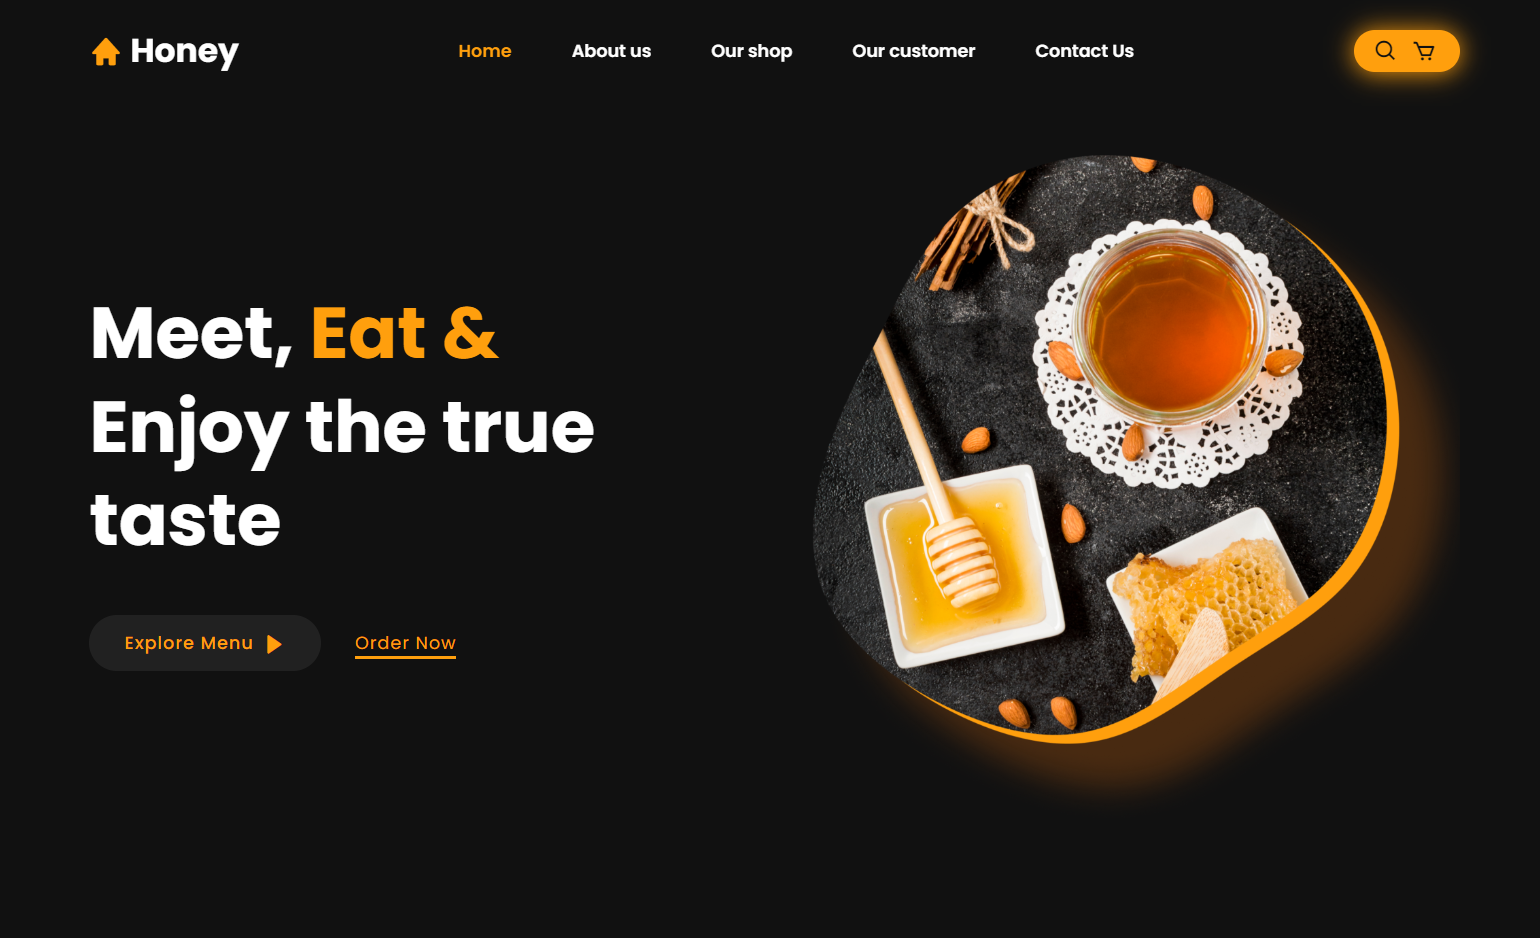 Honey
Home
About us
Our shop
Our customer
Contact Us
Meet, Eat &
Enjoy the true
taste
Explore Menu
Order Now